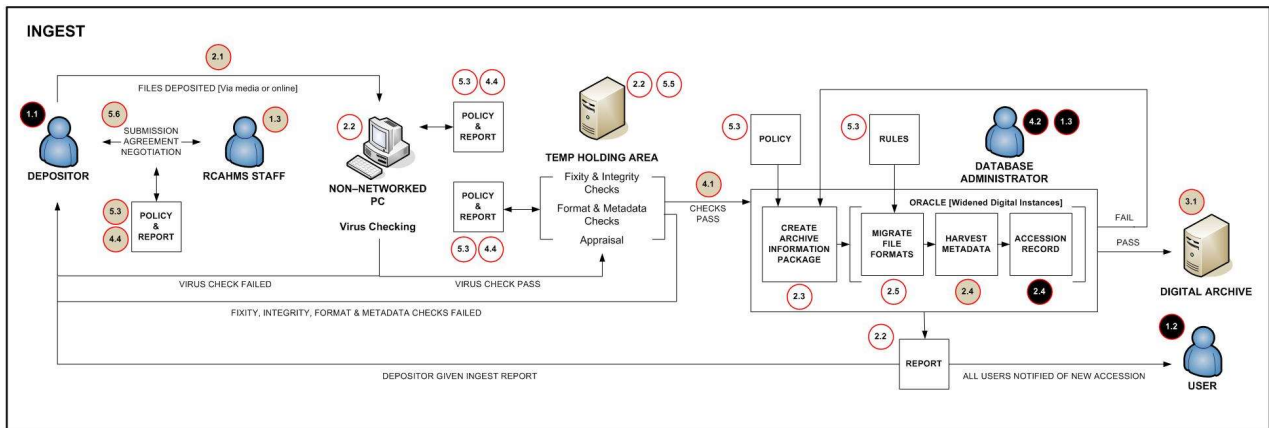 INGEST
2.1
FILES DEPOSITED [Via media or online]
1.1
DEPOSITOR
5.6
SUBMISSION
AGREEMENT
NEGOTIATION
1.3
RCAHMS STAFF
5.3
4.4
POLICY
&
REPORT
2.2
NON-NETWORKED
PC
Virus Checking
5.3
4.4
POLICY
&
REPORT
2.2
5.5
TEMP HOLDING AREA
Fixity & Integrity
Checks
Format & Metadata
Checks
Appraisal
POLICY
&
REPORT
5.3
4.4
4.1
CHECKS
PASS
5.3
POLICY
5.3
RULES
4.2
1.3
DATABASE
ADMINISTRATOR
ORACLE [Widened Digital Instances]
CREATE
ARCHIVE
INFORMATION
PACKAGE
2.3
MIGRATE
FILE
FORMATS
2.5
HARVEST
METADATA
2.4
ACCESSION
RECORD
2.4
FAIL
PASS
3.1
DIGITAL ARCHIVE
VIRUS CHECK FAILED
VIRUS CHECK PASS
FIXITY, INTEGRITY, FORMAT & METADATA CHECKS FAILED
2.2
REPORT
DEPOSITOR GIVEN INGEST REPORT
ALL USERS NOTIFIED OF NEW ACCESSION
1.2
USER